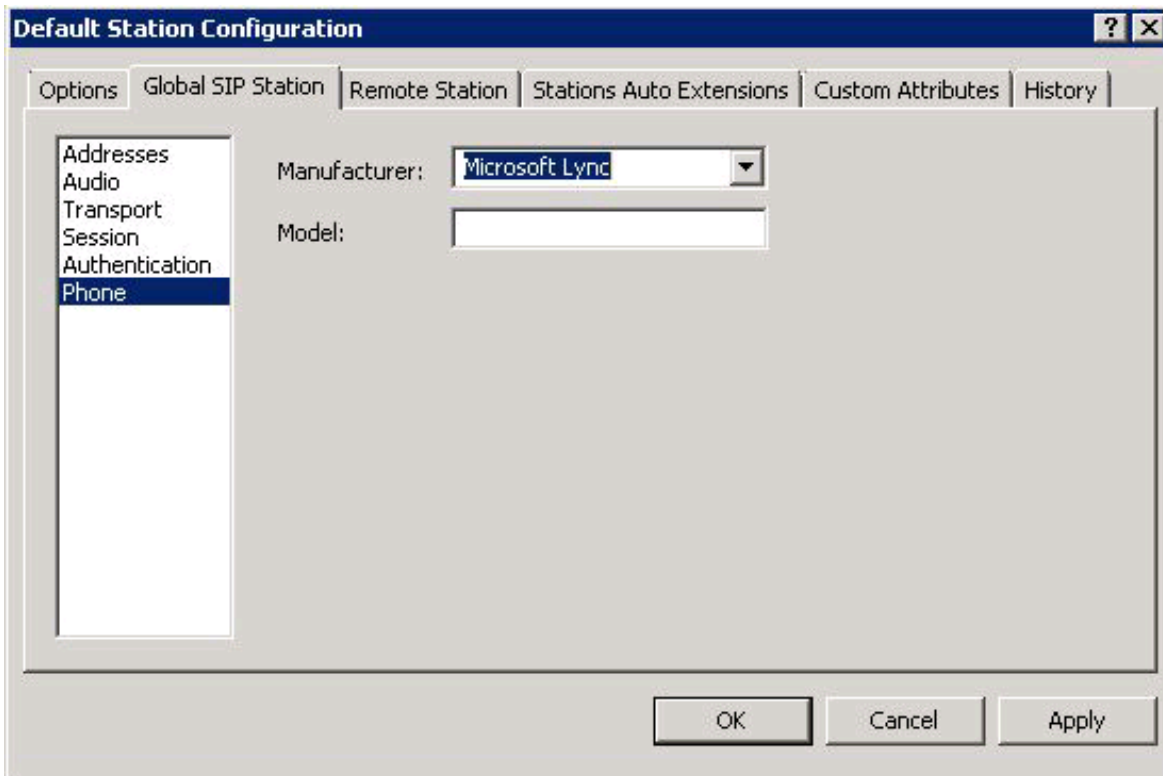 Default Station Configuration ? X
Options Global SIP Station Remote Station Stations Auto Extensions Custom Attributes History
Addresses
Audio
Transport
Session
Authentication
Phone
Manufacturer: Microsoft Lync
Model:
OK Cancel Apply